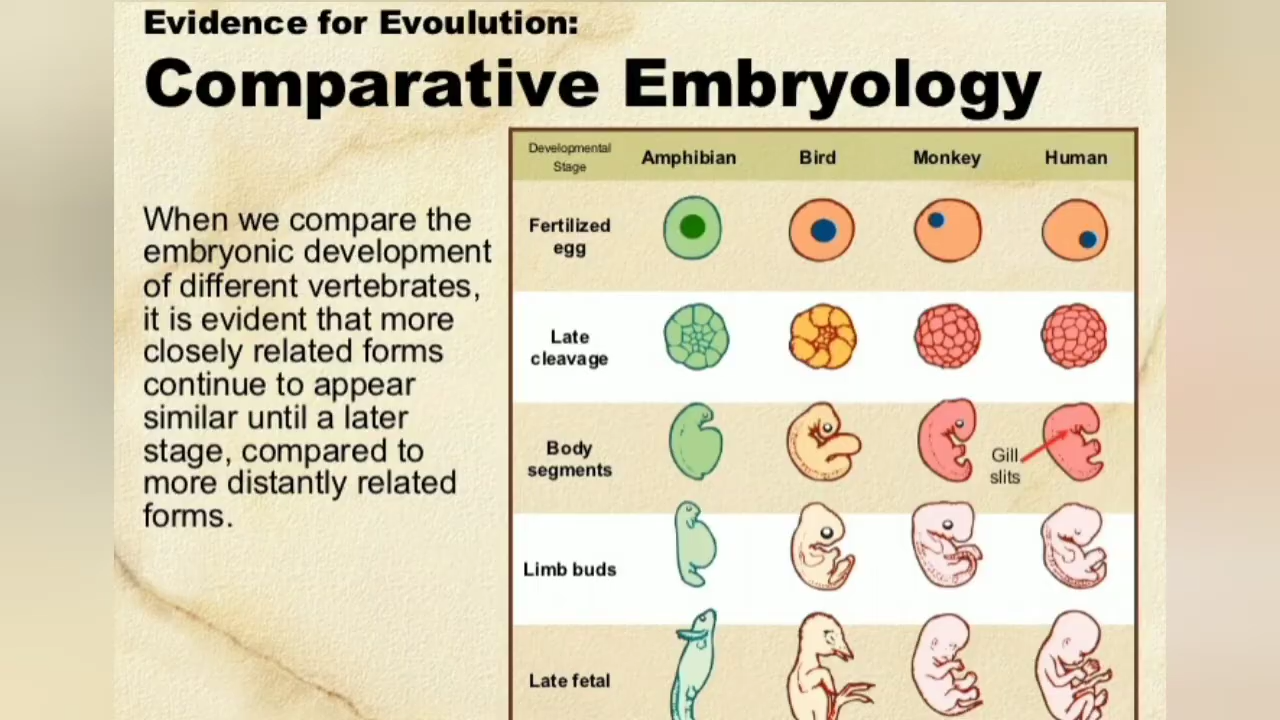 Evidence for Evoulution:
Comparative Embryology
When we compare the
embryonic development
of different vertebrates,
it is evident that more
closely related forms
continue to appear
similar until a later
stage, compared to
more distantly related
forms.
Developmental
Stage
Amphibian
Bird
Monkey
Human
Fertilized
egg
Late
cleavage
Body
segments
Gill
slits
Limb buds
Late fetal